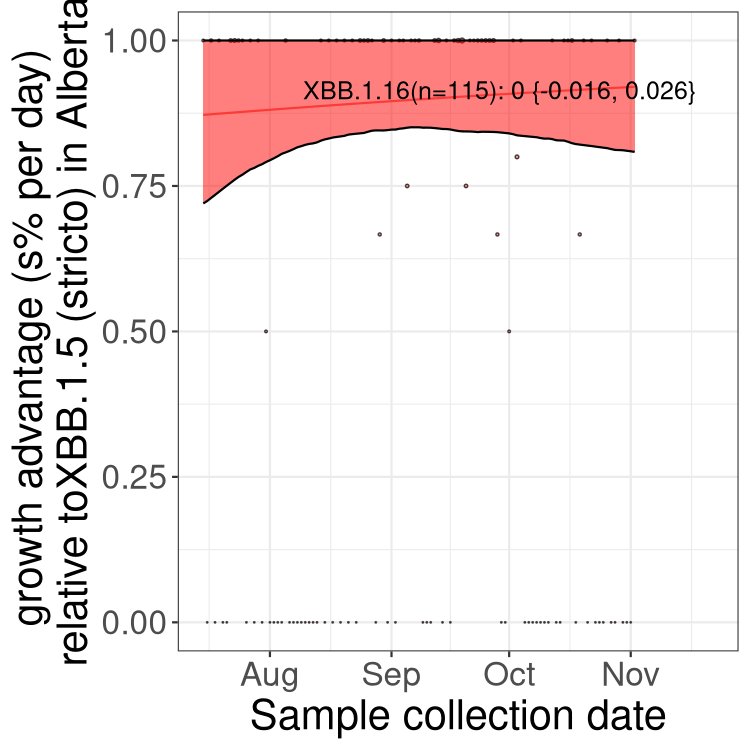 growth advantage (s% per day)
relative toXBB.1.5 (stricto) in Alberta
1.00
0.75
0.50
0.25
0.00
XBB.1.16(n=115): 0 {-0.016, 0.026}
Aug Sep Oct Nov
Sample collection date